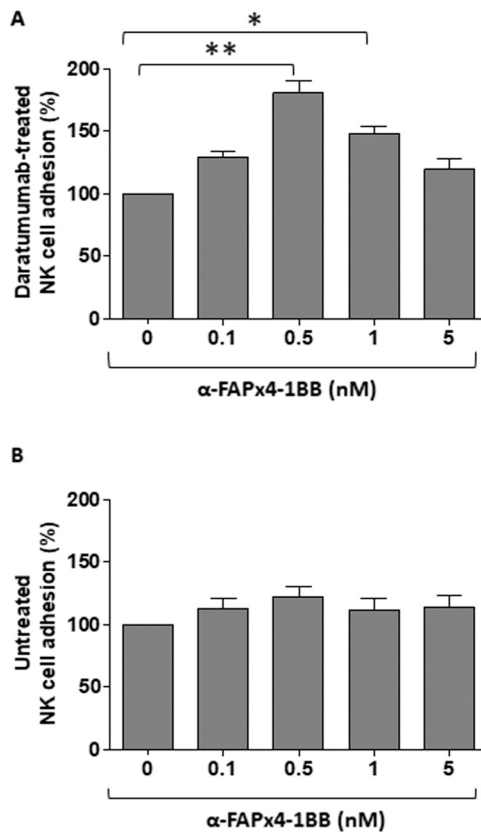 A
*
**
Daratumumab-treated
NK cell adhesion (%)
200
150
100
50
0
0 0.1 0.5 1 5
α-FAPx4-1BB (nM)
B
Untreated
NK cell adhesion (%)
200
150
100
50
0
0 0.1 0.5 1 5
α-FAPx4-1BB (nM)